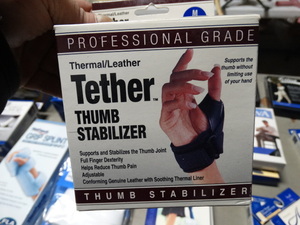 M
PROFESSIONAL GRADE
Thermal/Leather
Tether™
THUMB
STABILIZER
Supports the
thumb without
limiting use
of your hand
Supports and Stabilizes the Thumb Joint
Full Finger Dexterity
Helps Reduce Thumb Pain
Adjustable
Conforming Genuine Leather with Soothing Thermal Liner
THUMB STABILIZER